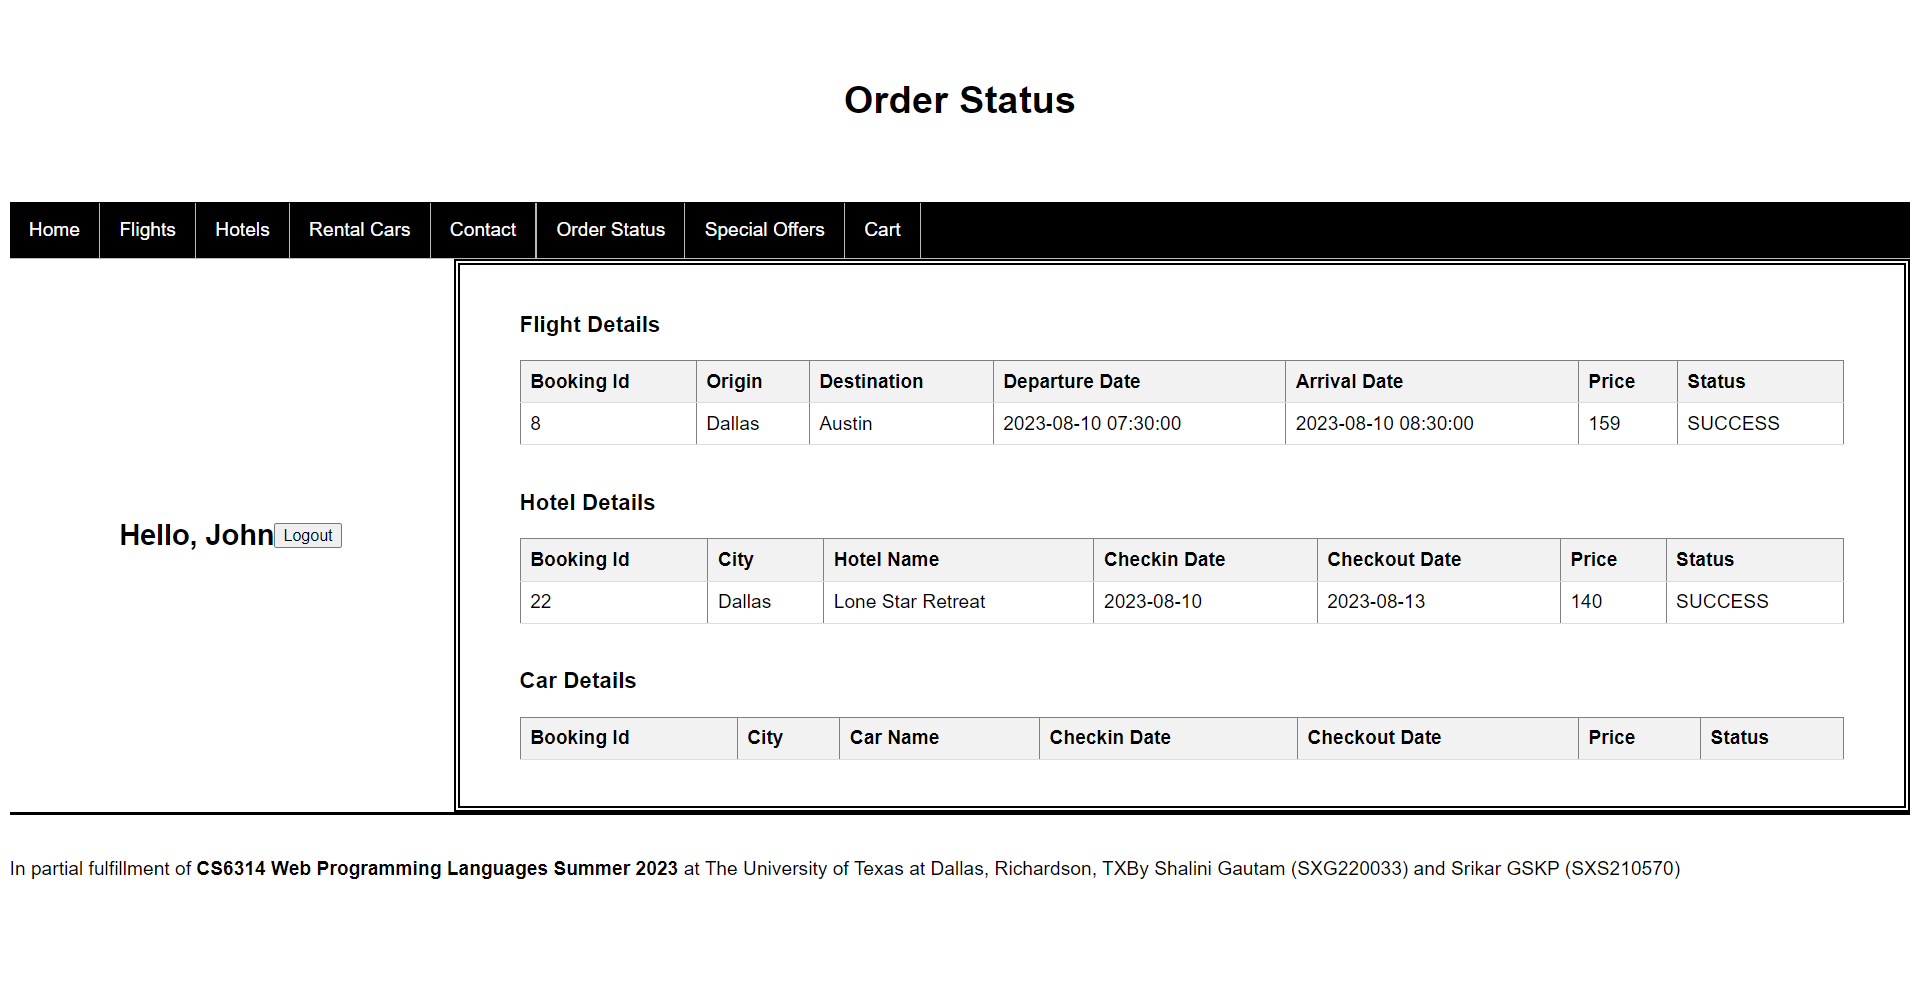 Order Status
Home Flights Hotels Rental Cars Contact Order Status Special Offers Cart
Hello, John Logout
Flight Details
Booking Id Origin Destination Departure Date Arrival Date Price Status
8 Dallas Austin 2023-08-10 07:30:00 2023-08-10 08:30:00 159 SUCCESS
Hotel Details
Booking Id City Hotel Name Checkin Date Checkout Date Price Status
22 Dallas Lone Star Retreat 2023-08-10 2023-08-13 140 SUCCESS
Car Details
Booking Id City Car Name Checkin Date Checkout Date Price Status
In partial fulfillment of CS6314 Web Programming Languages Summer 2023 at The University of Texas at Dallas, Richardson, TXBy Shalini Gautam (SXG220033) and Srikar GSKP (SXS210570)